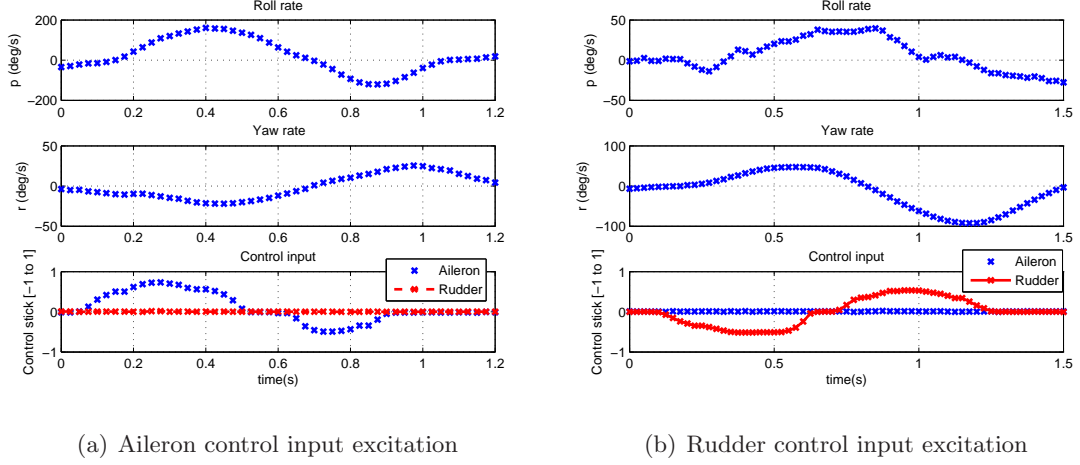 Roll rate
200
0
−200
p (deg/s)
0 0.2 0.4 0.6 0.8 1 1.2
Yaw rate
50
0
−50
r (deg/s)
0 0.2 0.4 0.6 0.8 1 1.2
Control input
1
0
−1
Control stick [−1 to 1]
Aileron
Rudder
0 0.2 0.4 0.6 0.8 1 1.2
time(s)
(a) Aileron control input excitation
Roll rate
50
0
−50
p (deg/s)
0 0.5 1 1.5
Yaw rate
100
0
−100
r (deg/s)
0 0.5 1 1.5
Control input
1
0
−1
Control stick [−1 to 1]
Aileron
Rudder
0 0.5 1 1.5
time(s)
(b) Rudder control input excitation